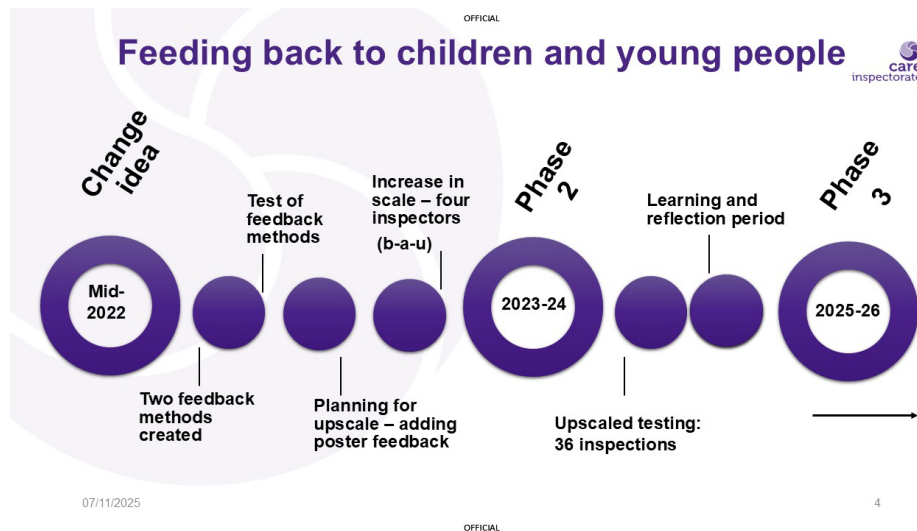 OFFICIAL
Feeding back to children and young people
care
inspectorate
Change
idea
Mid-
2022
Two feedback
methods
created
Test of
feedback
methods
Planning for
upscale – adding
poster feedback
Increase in
scale – four
inspectors
(b-a-u)
Phase
2
2023-24
Upscaled testing:
36 inspections
Learning and
reflection period
Phase
3
2025-26
07/11/2025
4
OFFICIAL